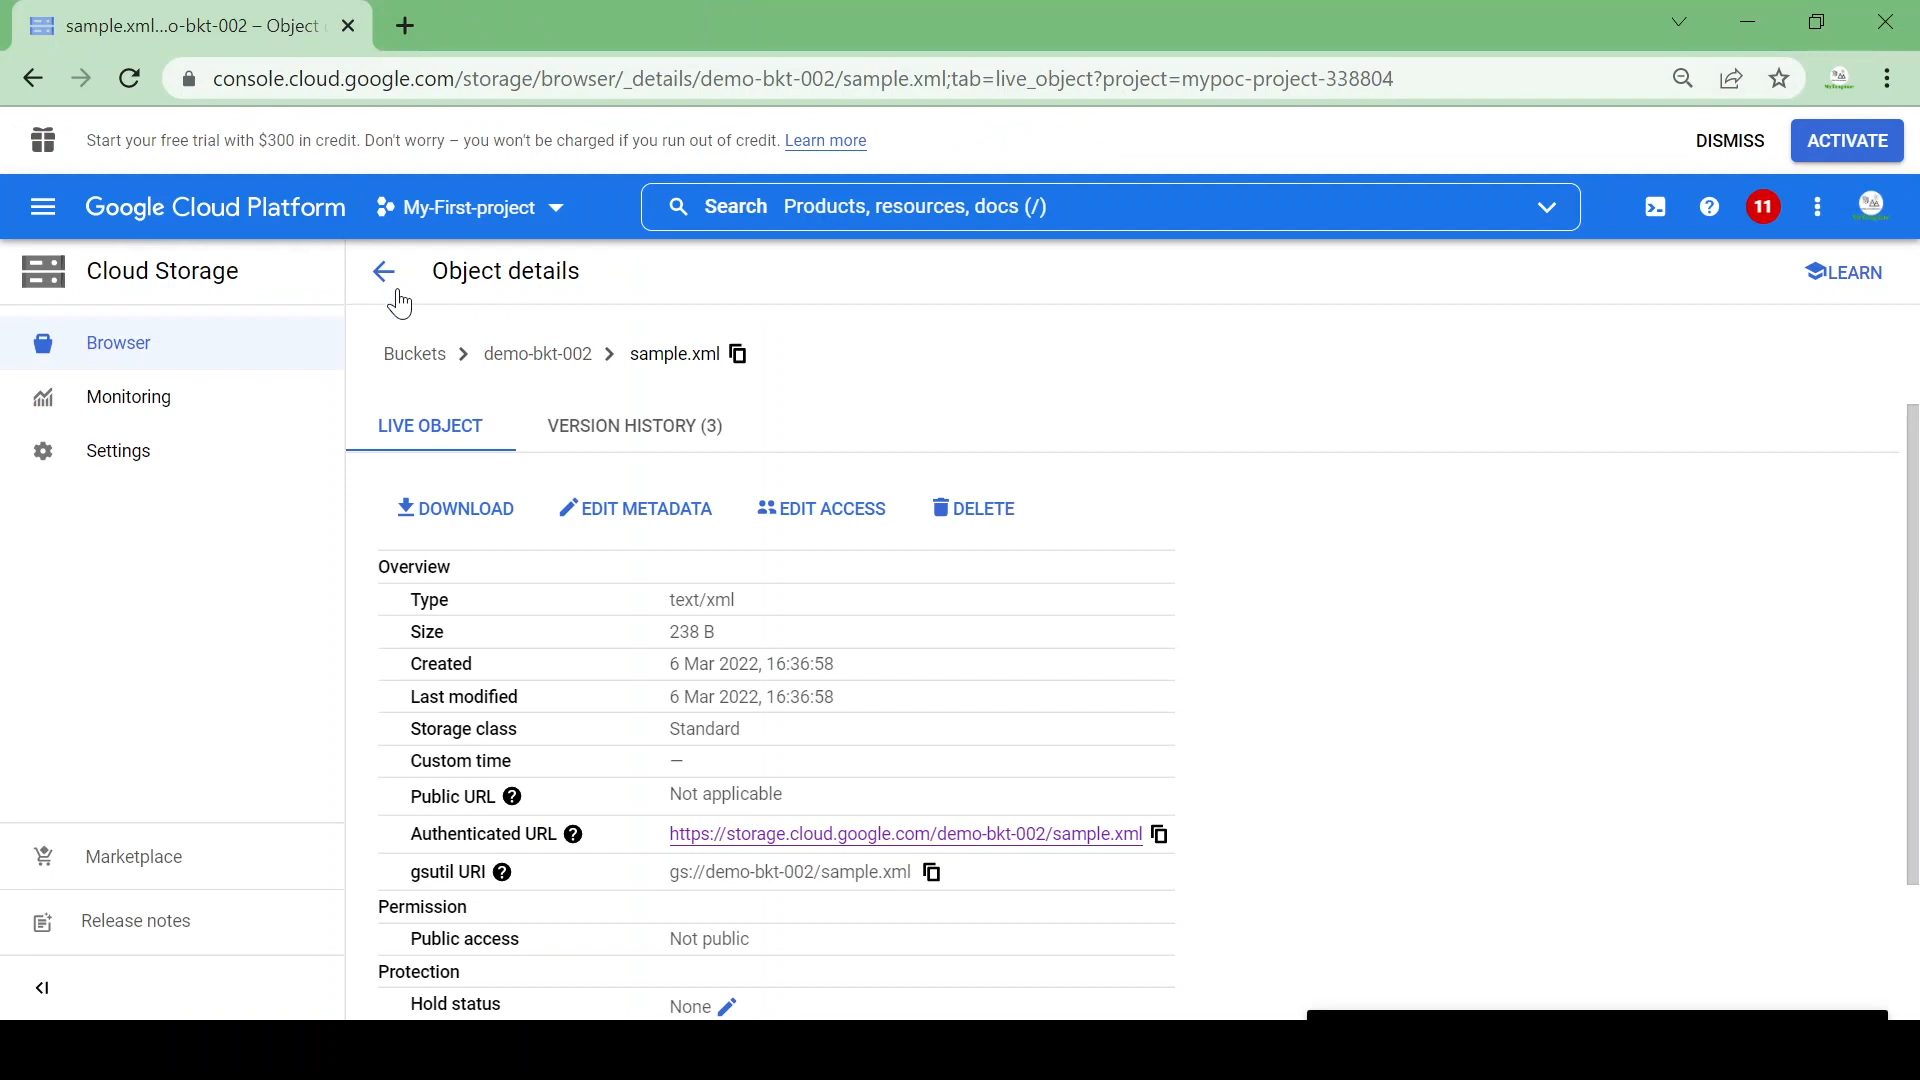 sample.xml...o-bkt-002 – Object
console.cloud.google.com/storage/browser/_details/demo-bkt-002/sample.xml;tab=live_object?project=mypoc-project-338804
Start your free trial with $300 in credit. Don't worry – you won't be charged if you run out of credit. Learn more
DISMISS
ACTIVATE
Google Cloud Platform
My-First-project
Search Products, resources, docs (/)
11
Cloud Storage
Object details
LEARN
Browser
Monitoring
Settings
Marketplace
Release notes
Buckets > demo-bkt-002 > sample.xml
LIVE OBJECT
VERSION HISTORY (3)
DOWNLOAD
EDIT METADATA
EDIT ACCESS
DELETE
Overview
Type text/xml
Size 238 B
Created 6 Mar 2022, 16:36:58
Last modified 6 Mar 2022, 16:36:58
Storage class Standard
Custom time —
Public URL Not applicable
Authenticated URL https://storage.cloud.google.com/demo-bkt-002/sample.xml
gsutil URI gs://demo-bkt-002/sample.xml
Permission
Public access Not public
Protection
Hold status None